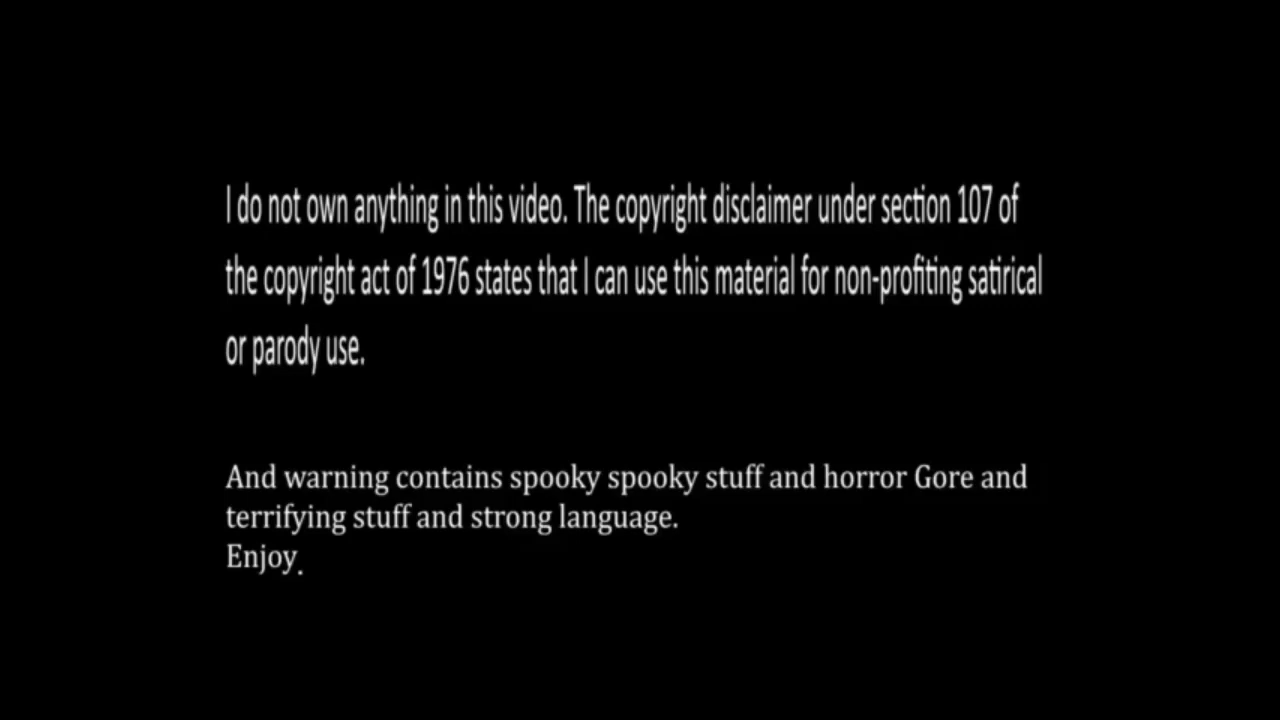 I do not own anything in this video. The copyright disclaimer under section 107 of
the copyright act of 1976 states that I can use this material for non-profiting satirical
or parody use.
And warning contains spooky spooky stuff and horror Gore and
terrifying stuff and strong language.
Enjoy.